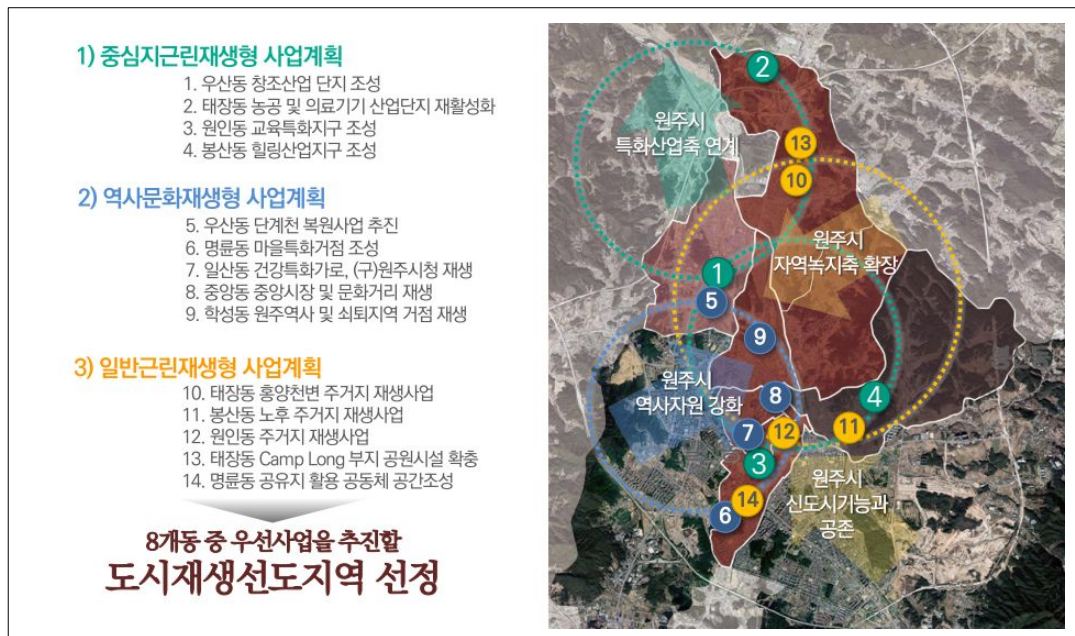 1) 중심지근린재생형 사업계획
1. 우산동 창조산업 단지 조성
2. 태장동 농공 및 의료기기 산업단지 재활성화
3. 원인동 교육특화지구 조성
4. 봉산동 힐링산업지구 조성
2) 역사문화재생형 사업계획
5. 우산동 단계천 복원사업 추진
6. 명륜동 마을특화거점 조성
7. 일산동 건강특화가로, (구)원주시청 재생
8. 중앙동 중앙시장 및 문화거리 재생
9. 학성동 원주역사 및 쇠퇴지역 거점 재생
3) 일반근린재생형 사업계획
10. 태장동 흥양천변 주거지 재생사업
11. 봉산동 노후 주거지 재생사업
12. 원인동 주거지 재생사업
13. 태장동 Camp Long 부지 공원시설 확충
14. 명륜동 공유지 활용 공동체 공간조성
8개동 중 우선사업을 추진할
도시재생선도지역 선정
2
원주시
특화산업축 연계
13
10
원주시
자역녹지축 확장
1
5
9
원주시
역사자원 강화
8
4
7
12
11
3
원주시
신도시기능과
공존
14
6